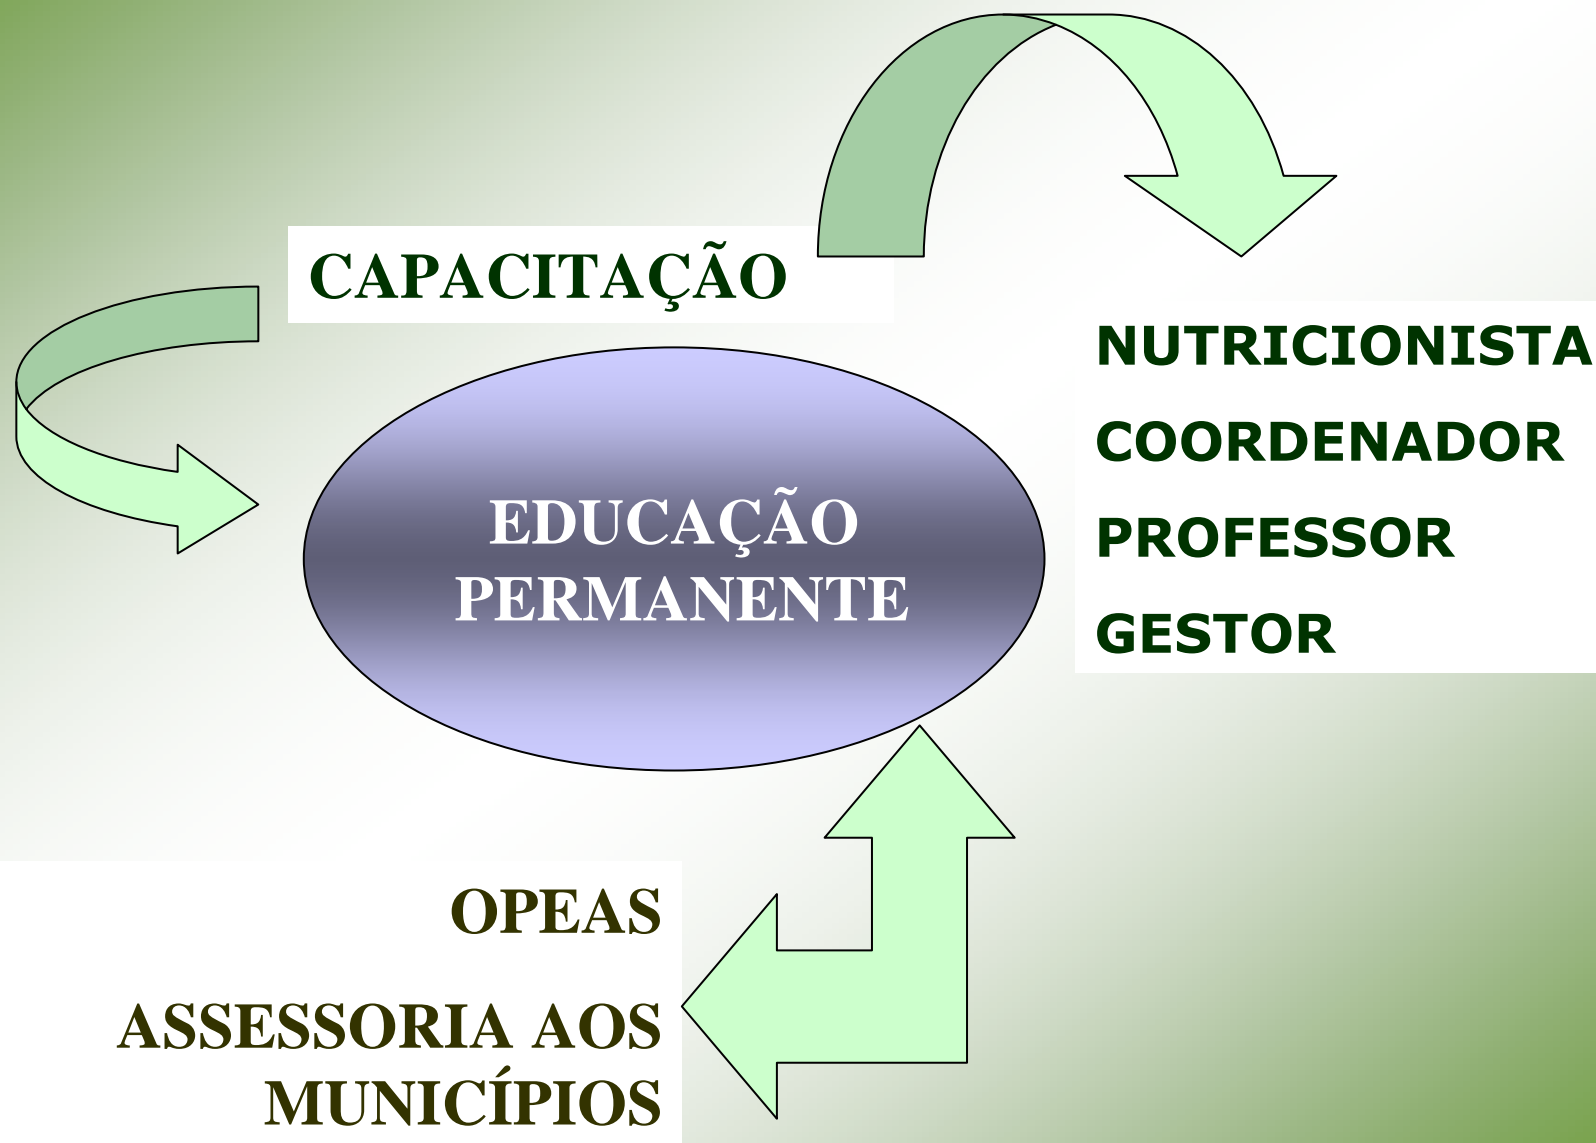 CAPACITAÇÃO
NUTRICIONISTA
COORDENADOR
PROFESSOR
GESTOR
EDUCAÇÃO
PERMANENTE
OPEAS
ASSESSORIA AOS
MUNICÍPIOS